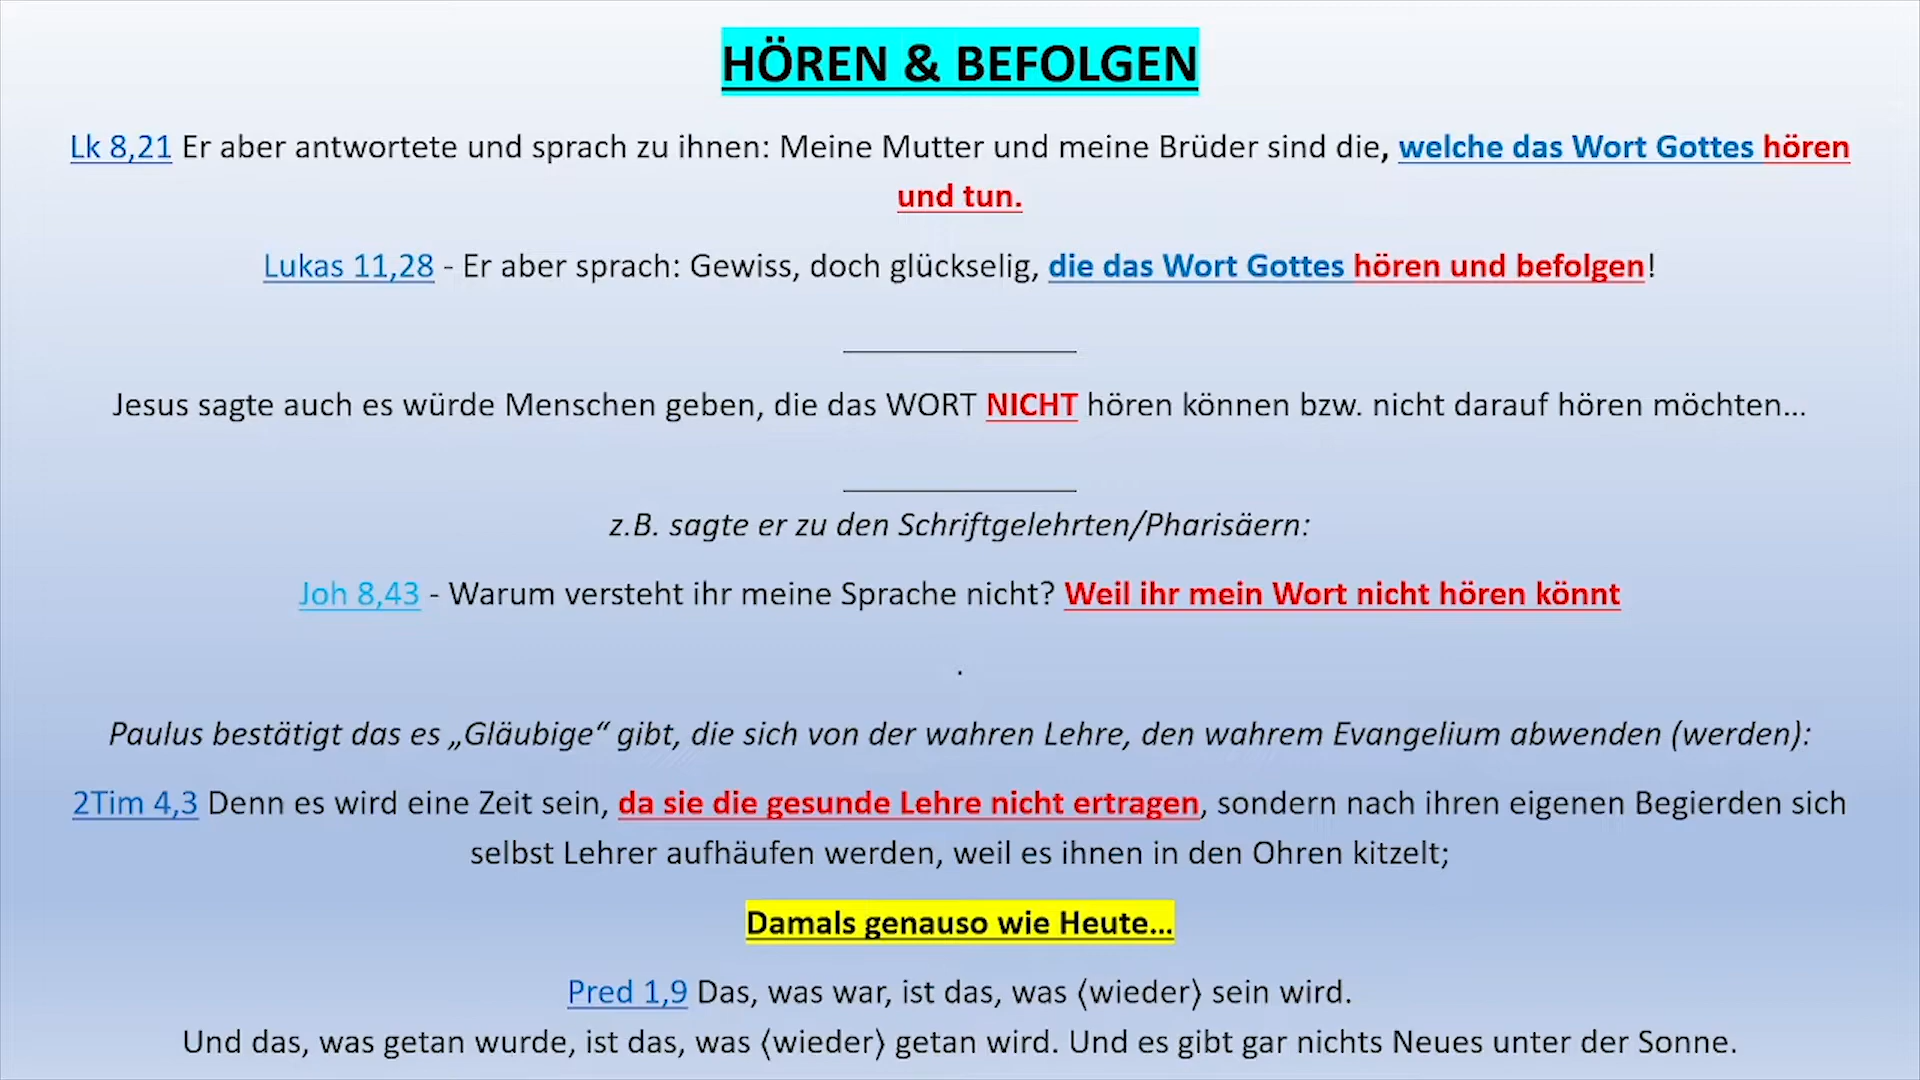 HÖREN & BEFOLGEN
Lk 8,21 Er aber antwortete und sprach zu ihnen: Meine Mutter und meine Brüder sind die, welche das Wort Gottes hören
und tun.
Lukas 11,28 - Er aber sprach: Gewiss, doch glückselig, die das Wort Gottes hören und befolgen!
Jesus sagte auch es würde Menschen geben, die das WORT NICHT hören können bzw. nicht darauf hören möchten...
z.B. sagte er zu den Schriftgelehrten/Pharisäern:
Joh 8,43 - Warum versteht ihr meine Sprache nicht? Weil ihr mein Wort nicht hören könnt
.
Paulus bestätigt das es „Gläubige“ gibt, die sich von der wahren Lehre, den wahrem Evangelium abwenden (werden):
2Tim 4,3 Denn es wird eine Zeit sein, da sie die gesunde Lehre nicht ertragen, sondern nach ihren eigenen Begierden sich
selbst Lehrer aufhäufen werden, weil es ihnen in den Ohren kitzelt;
Damals genauso wie Heute...
Pred 1,9 Das, was war, ist das, was ⟨wieder⟩ sein wird.
Und das, was getan wurde, ist das, was ⟨wieder⟩ getan wird. Und es gibt gar nichts Neues unter der Sonne.